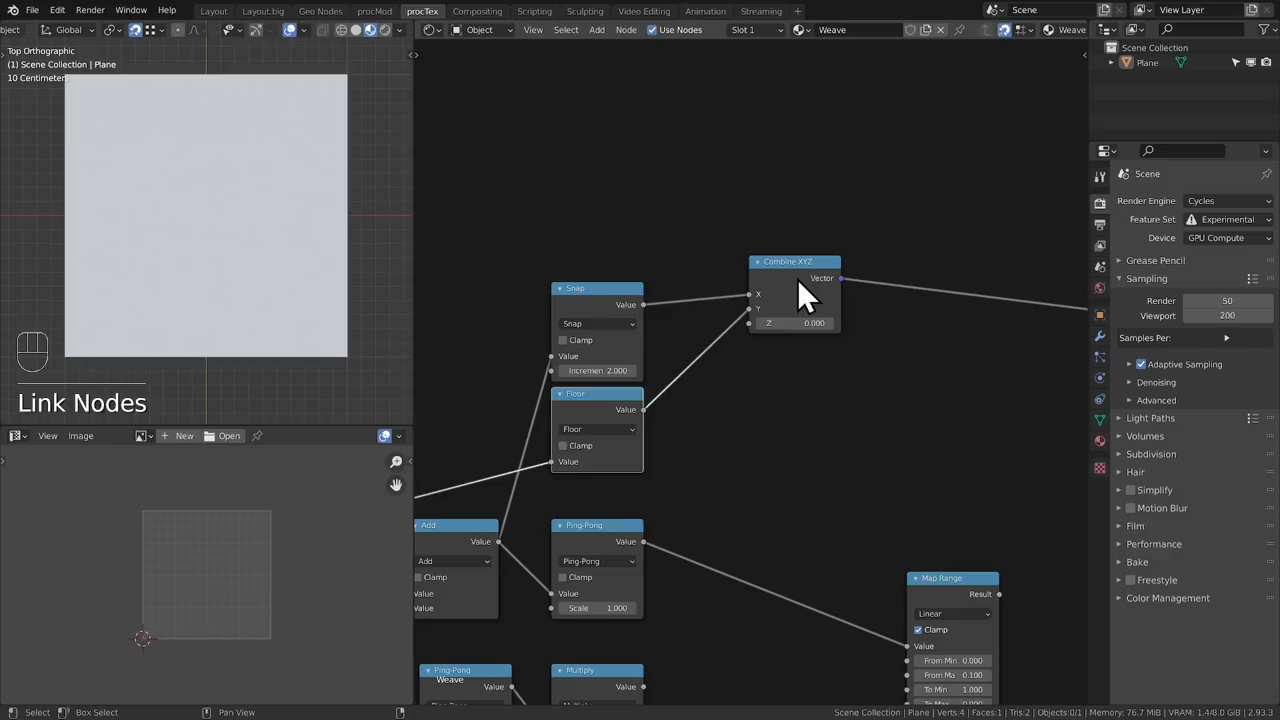 File Edit Render Window Help Layout Layout.big Geo Nodes procMod procTex Compositing Scripting Sculpting Video Editing Animation Streaming + Scene View Layer
bject Global Object View Select Add Node Use Nodes Slot 1 Weave Weave
Top Orthographic
(1) Scene Collection | Plane
10 Centimeters
Scene Collection
Plane
Scene
Render Engine Cycles
Feature Set Experimental
Device GPU Compute
Grease Pencil
Sampling
Render 50
Viewport 200
Samples Per:
Adaptive Sampling
Denoising
Advanced
Light Paths
Volumes
Subdivision
Hair
Simplify
Motion Blur
Film
Performance
Bake
Freestyle
Color Management
Combine XYZ
Vector
X
Y
Z 0.000
Snap
Value
Snap
Clamp
Value
Incremen 2.000
Floor
Value
Floor
Clamp
Value
Add
Value
Add
Clamp
Value
Value
Ping-Pong
Value
Ping-Pong
Clamp
Value
Scale 1.000
Map Range
Result
Linear
Clamp
Value
From Min 0.000
From Ma 0.100
To Min 1.000
Ping-Pong
Weave
Value
Multiply
Value
Link Nodes
View Image New Open
Select Box Select Pan View
Scene Collection | Plane | Verts:4 | Faces:1 | Tris:2 | Objects:0/1 | Memory: 76.7 MiB | VRAM: 1.4/8.0 GiB | 2.93.3